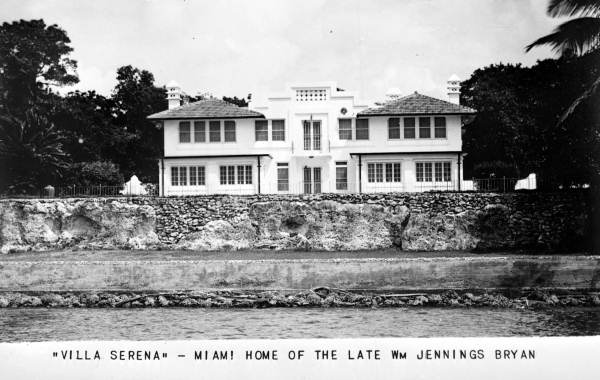 "VILLA SERENA" - MIAMI HOME OF THE LATE WM JENNINGS BRYAN